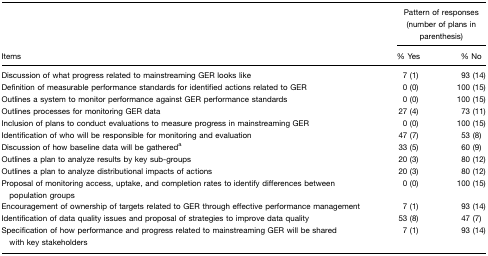 Pattern of responses
(number of plans in
parenthesis)
Items % Yes % No
Discussion of what progress related to mainstreaming GER looks like 7 (1) 93 (14)
Definition of measurable performance standards for identified actions related to GER 0 (0) 100 (15)
Outlines a system to monitor performance against GER performance standards 0 (0) 100 (15)
Outlines processes for monitoring GER data 27 (4) 73 (11)
Inclusion of plans to conduct evaluations to measure progress in mainstreaming GER 0 (0) 100 (15)
Identification of who will be responsible for monitoring and evaluation 47 (7) 53 (8)
Discussion of how baseline data will be gathered^a 33 (5) 60 (9)
Outlines a plan to analyze results by key sub-groups 20 (3) 80 (12)
Outlines a plan to analyze distributional impacts of actions 20 (3) 80 (12)
Proposal of monitoring access, uptake, and completion rates to identify differences between 0 (0) 100 (15)
population groups
Encouragement of ownership of targets related to GER through effective performance management 7 (1) 93 (14)
Identification of data quality issues and proposal of strategies to improve data quality 53 (8) 47 (7)
Specification of how performance and progress related to mainstreaming GER will be shared 7 (1) 93 (14)
with key stakeholders